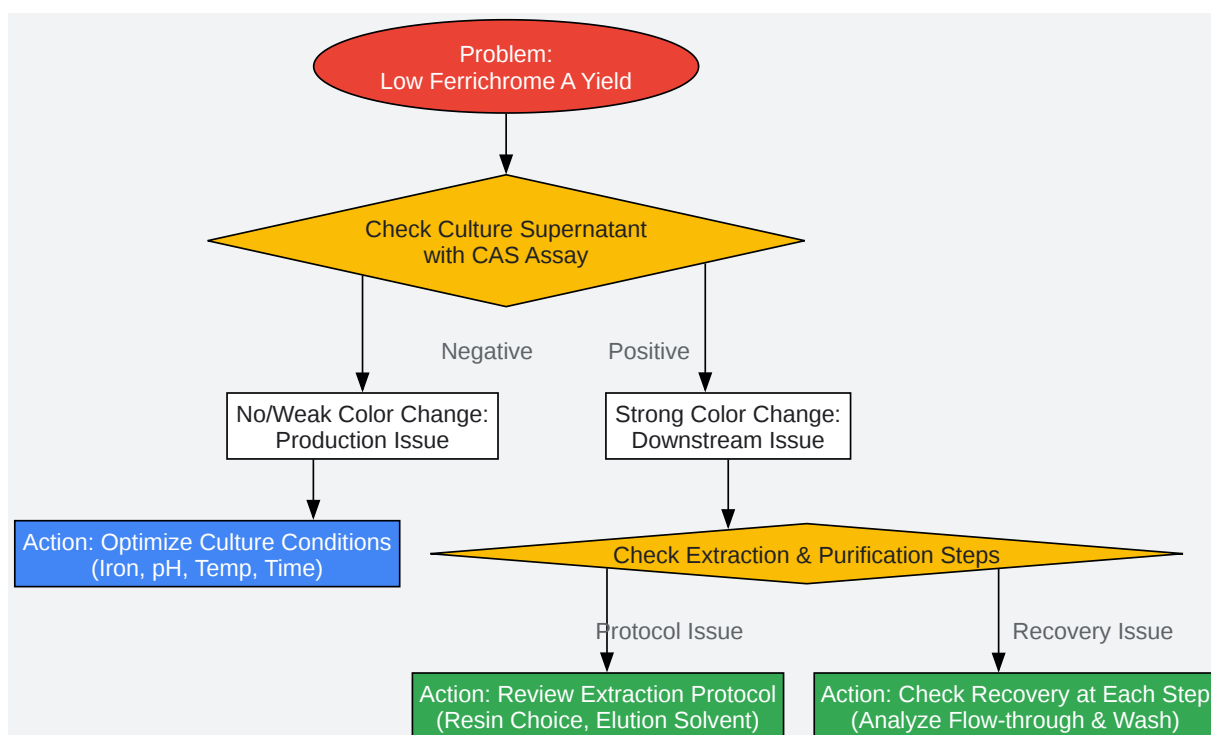 Problem:
Low Ferrichrome A Yield
Check Culture Supernatant
with CAS Assay
Negative
Positive
No/Weak Color Change:
Production Issue
Strong Color Change:
Downstream Issue
Action: Optimize Culture Conditions
(Iron, pH, Temp, Time)
Check Extraction & Purification Steps
Protocol Issue
Recovery Issue
Action: Review Extraction Protocol
(Resin Choice, Elution Solvent)
Action: Check Recovery at Each Step
(Analyze Flow-through & Wash)